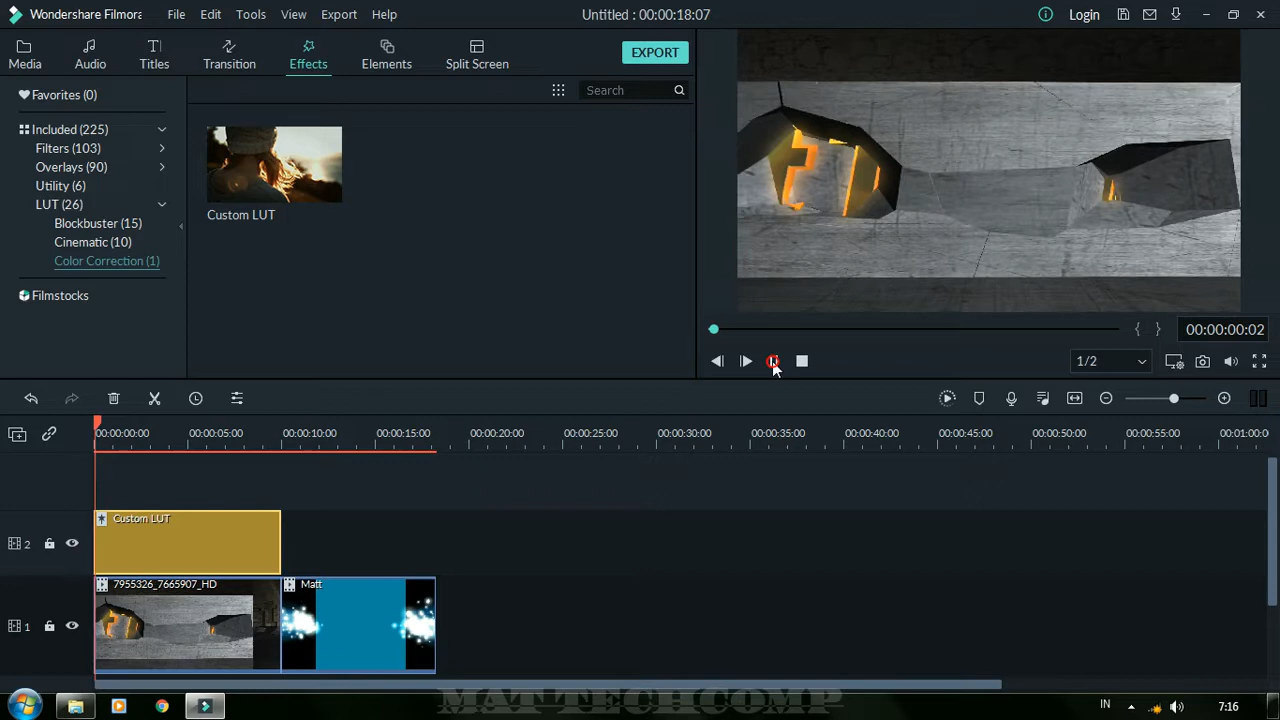 Wondershare Filmora File Edit Tools View Export Help Untitled : 00:00:18:07 Login
Media Audio Titles Transition Effects Elements Split Screen EXPORT
Favorites (0)
Search
Included (225)
Filters (103)
Overlays (90)
Utility (6)
LUT (26)
Blockbuster (15)
Cinematic (10)
Color Correction (1)
Filmstocks
Custom LUT
{ } 00:00:00:02
1/2
00:00:00:00 00:00:05:00 00:00:10:00 00:00:15:00 00:00:20:00 00:00:25:00 00:00:30:00 00:00:35:00 00:00:40:00 00:00:45:00 00:00:50:00 00:00:55:00 00:01:00:0
Custom LUT
2
7955326_7665907_HD Matt
1
MAT TECHCOMP
IN 7:16